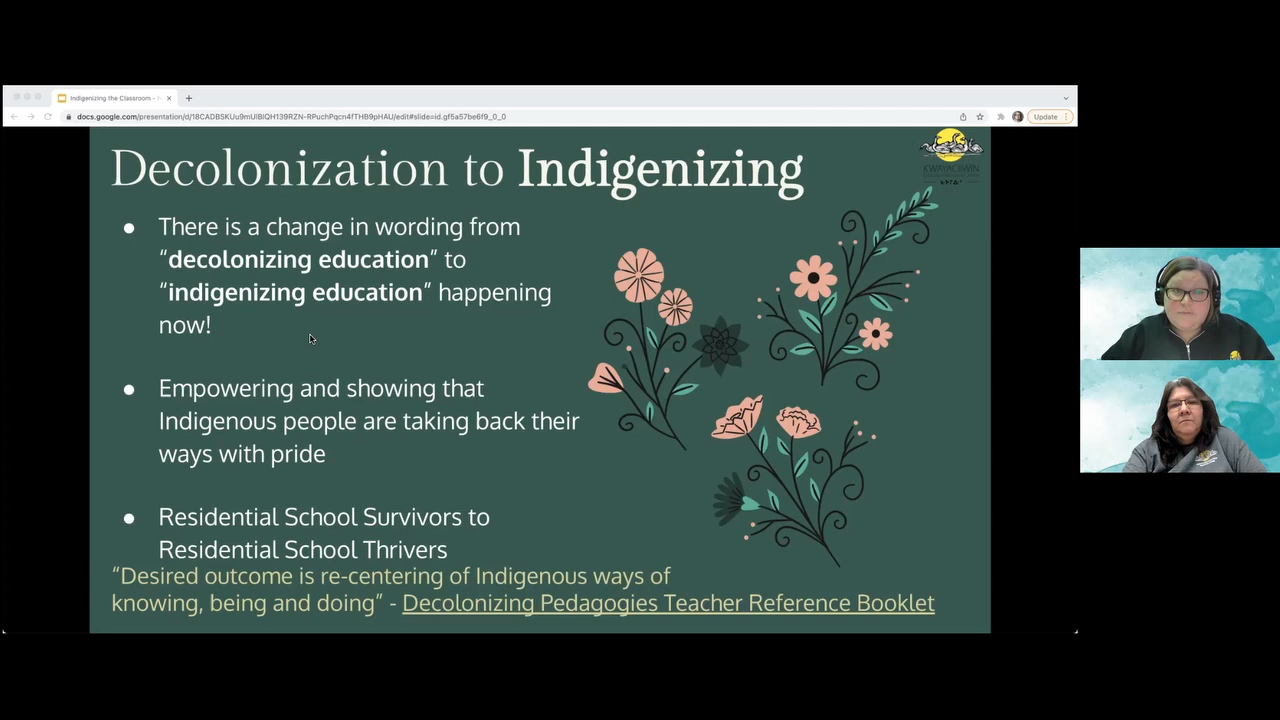 Indigenizing the Classroom -
docs.google.com/presentation/d/18CADBSKUu9mUlBIQH139RZN-RPuchPqcn4fTHB9pHAU/edit#slide=id.gf5a57be6f9_0_0
Update
Decolonization to Indigenizing
KWAYACIIWIN
● There is a change in wording from
“decolonizing education” to
“indigenizing education” happening
now!
● Empowering and showing that
Indigenous people are taking back their
ways with pride
● Residential School Survivors to
Residential School Thrivers
“Desired outcome is re-centering of Indigenous ways of
knowing, being and doing” - Decolonizing Pedagogies Teacher Reference Booklet